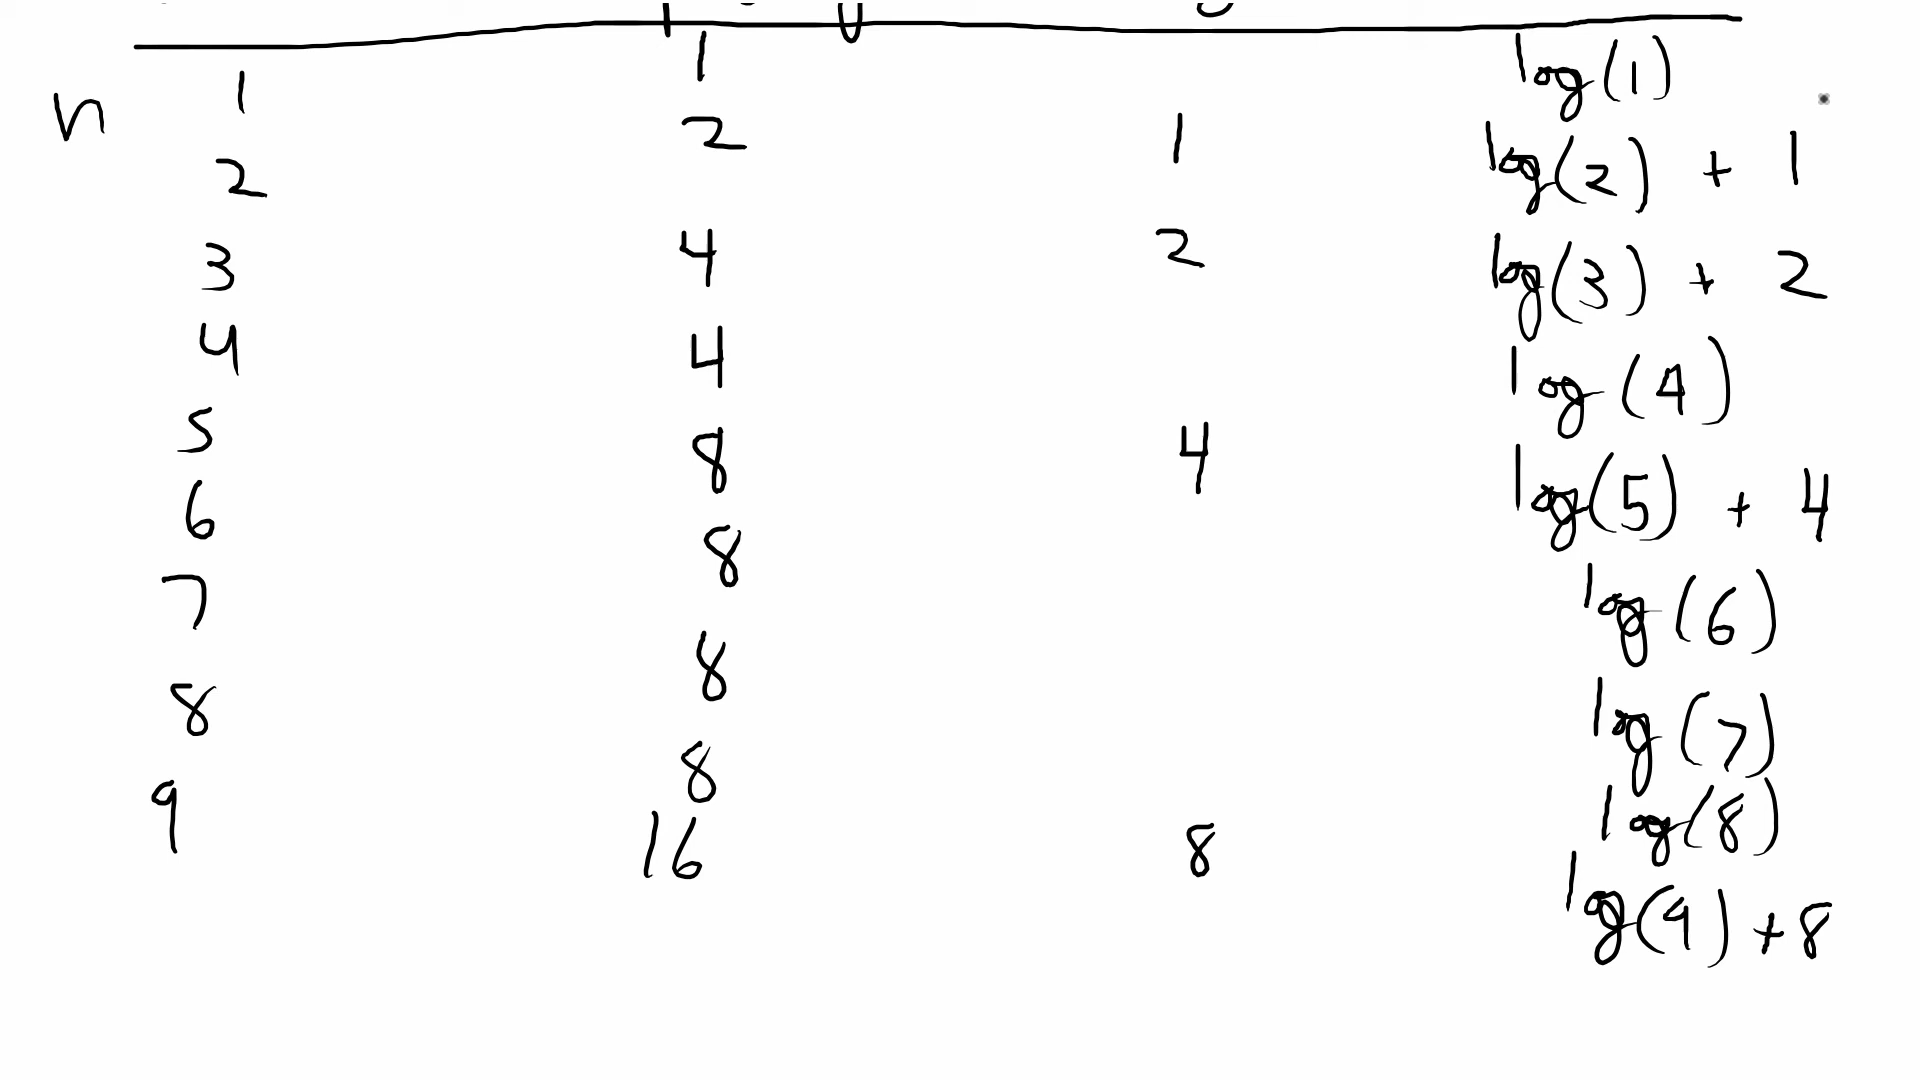 1 1 log(1)
n 2 2 1 log(2) + 1
3 4 2 log(3) + 2
4 4 log(4)
5 8 4 log(5) + 4
6 8 log(6)
7 8 log(7)
8 8 log(8)
9 16 8 log(9) + 8